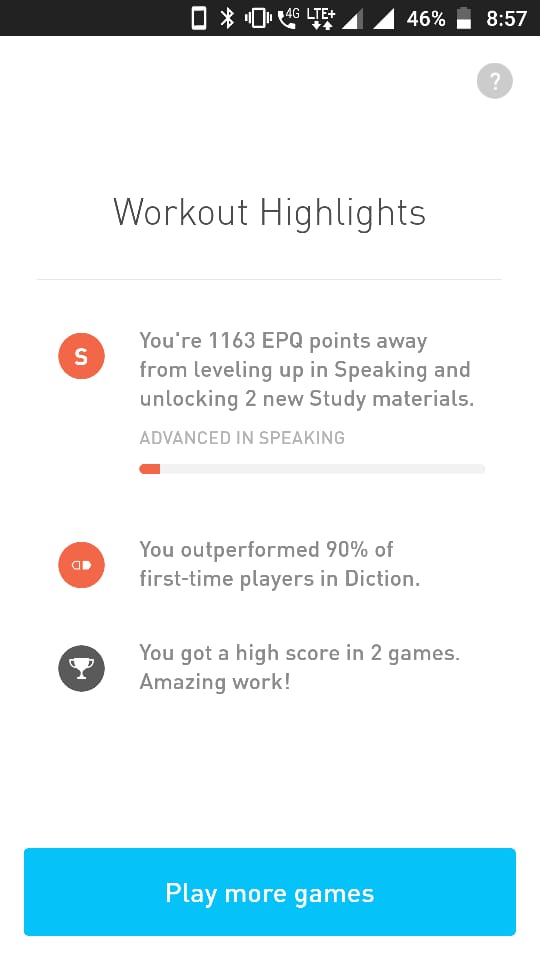 4G LTE+ 46% 8:57
?
Workout Highlights
S
You're 1163 EPQ points away
from leveling up in Speaking and
unlocking 2 new Study materials.
ADVANCED IN SPEAKING
You outperformed 90% of
first-time players in Diction.
You got a high score in 2 games.
Amazing work!
Play more games